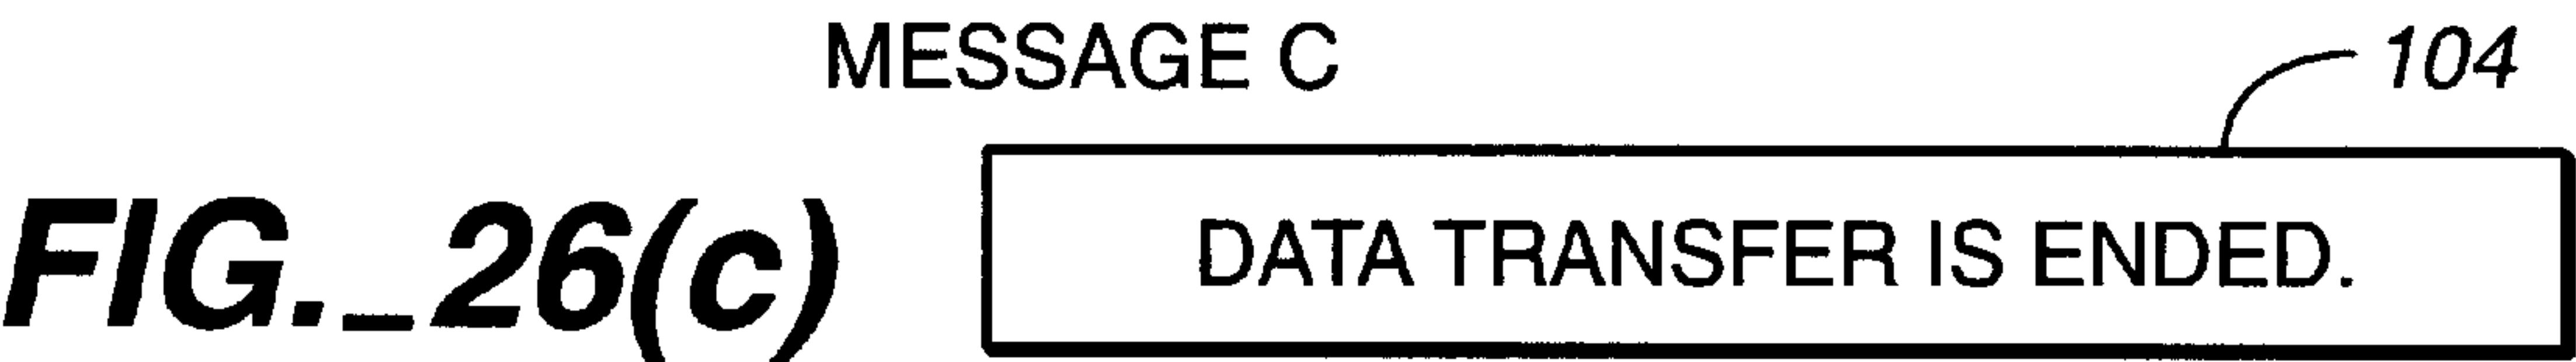 MESSAGE C
104
FIG._26(c)
DATA TRANSFER IS ENDED.